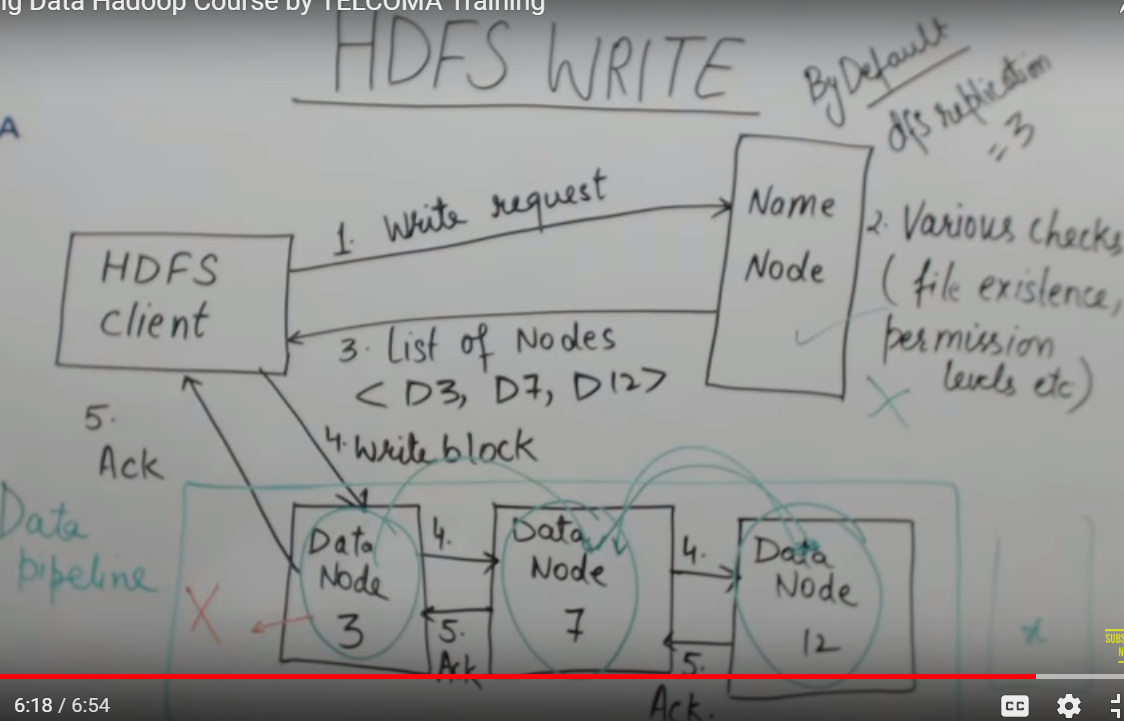 ng Data Hadoop Course by TELCOMA Training
HDFS WRITE
By Default
dfs replication
= 3
A
1. Write request
Name
Node
2. Various checks
( file existence,
permission
levels etc)
HDFS
client
3. List of Nodes
< D3, D7, D12>
5.
Ack
4. Write block
Data
pipeline
Data
Node
3
4.
5.
Ack
Data
Node
7
4.
5.
Ack.
Data
Node
12
X
X
x
SUBS
6:18 / 6:54
CC